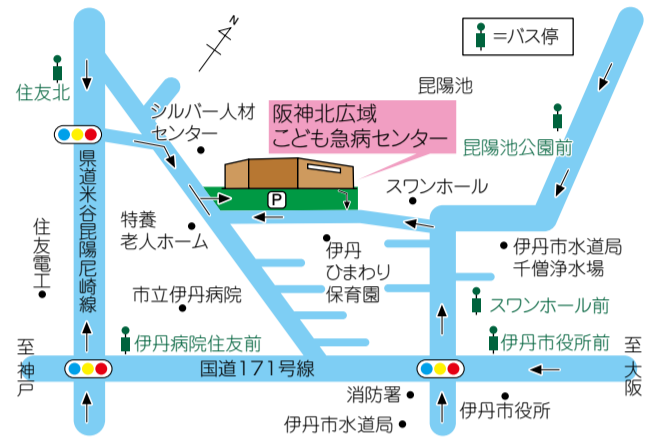 N
=バス停
住友北
シルバー人材
センター
阪神北広域
こども急病センター
昆陽池
昆陽池公園前
県道米谷昆陽尼崎線
P
スワンホール
住友電工
特養
老人ホーム
伊丹
ひまわり
保育園
伊丹市水道局
千僧浄水場
市立伊丹病院
スワンホール前
伊丹病院住友前
伊丹市役所前
至神戸
国道171号線
至大阪
消防署
伊丹市役所
伊丹市水道局